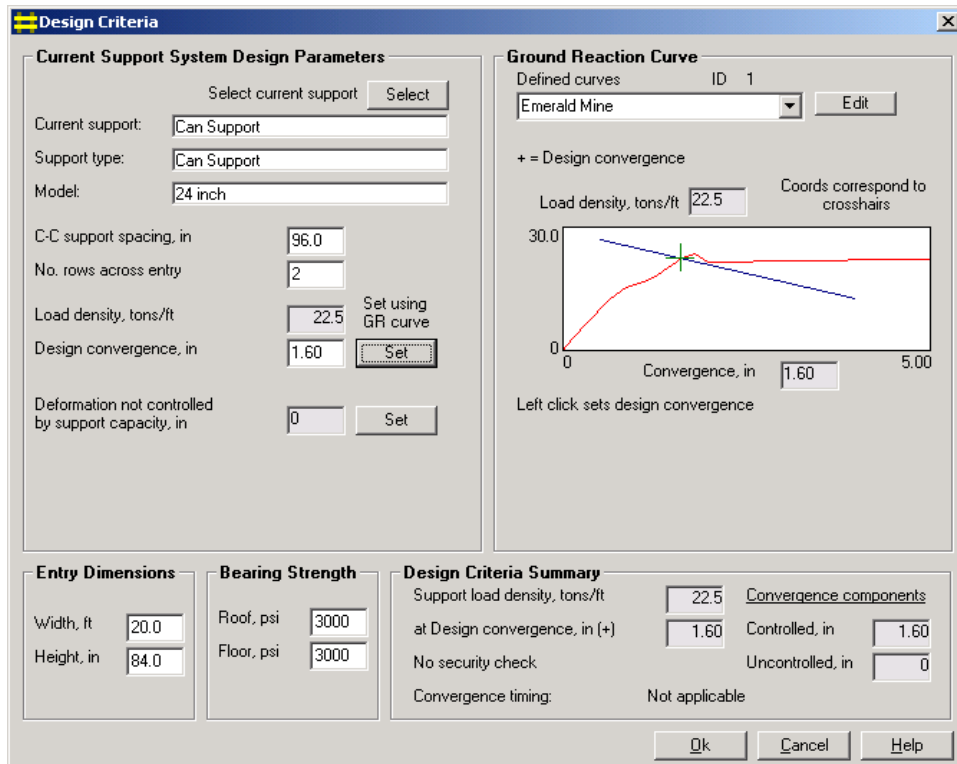 Design Criteria
Current Support System Design Parameters
Select current support Select
Current support: Can Support
Support type: Can Support
Model: 24 inch
C-C support spacing, in 96.0
No. rows across entry 2
Load density, tons/ft 22.5
Set using
GR curve
Design convergence, in 1.60 Set
Deformation not controlled
by support capacity, in 0 Set
Ground Reaction Curve
Defined curves ID 1
Emerald Mine Edit
+ = Design convergence
Load density, tons/ft 22.5
Coords correspond to
crosshairs
30.0
0
0 5.00
Convergence, in 1.60
Left click sets design convergence
Entry Dimensions
Width, ft 20.0
Height, in 84.0
Bearing Strength
Roof, psi 3000
Floor, psi 3000
Design Criteria Summary
Support load density, tons/ft 22.5 Convergence components
at Design convergence, in (+) 1.60 Controlled, in 1.60
No security check Uncontrolled, in 0
Convergence timing: Not applicable
Ok Cancel Help